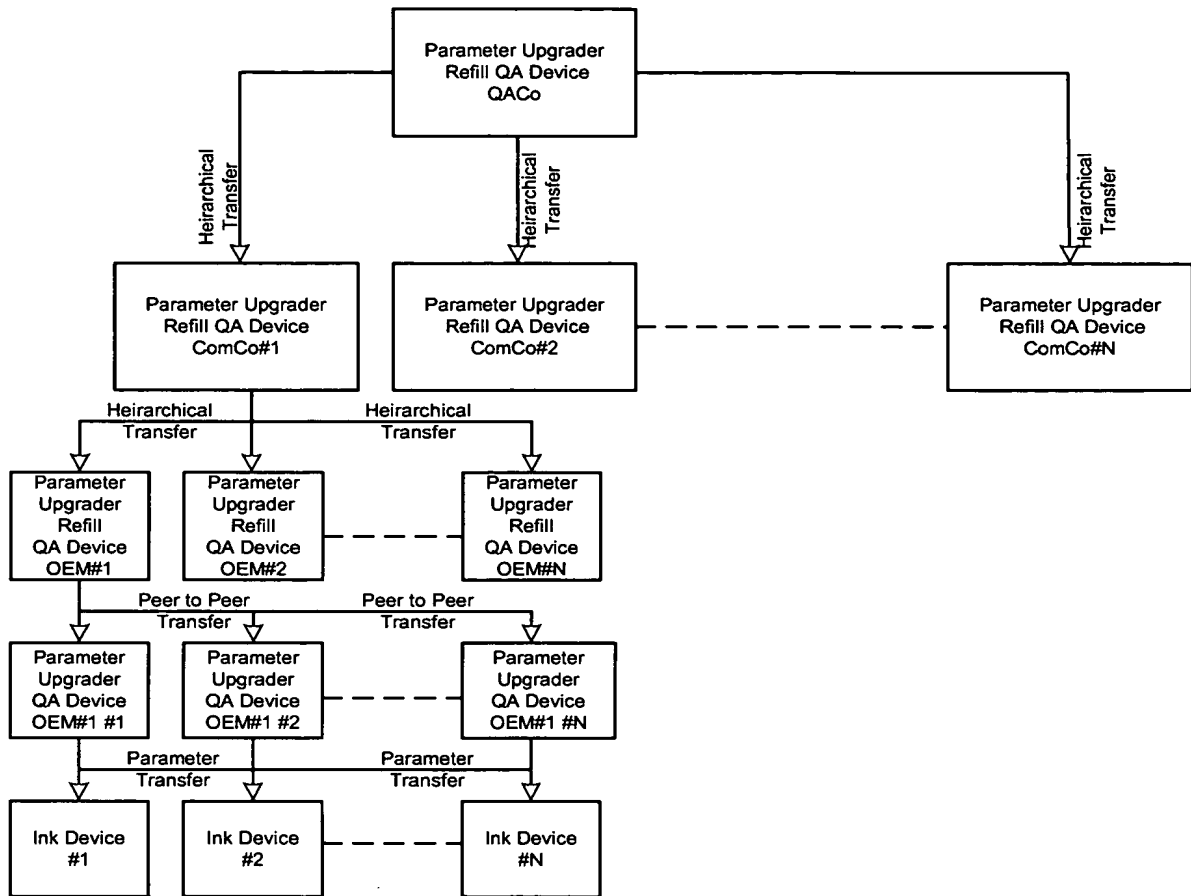 Parameter Upgrader
Refill QA Device
QACo
Heirarchical
Transfer
Heirarchical
Transfer
Heirarchical
Transfer
Parameter Upgrader
Refill QA Device
ComCo#1
Parameter Upgrader
Refill QA Device
ComCo#2
Parameter Upgrader
Refill QA Device
ComCo#N
Heirarchical
Transfer
Heirarchical
Transfer
Parameter
Upgrader
Refill
QA Device
OEM#1
Parameter
Upgrader
Refill
QA Device
OEM#2
Parameter
Upgrader
Refill
QA Device
OEM#N
Peer to Peer
Transfer
Peer to Peer
Transfer
Parameter
Upgrader
QA Device
OEM#1 #1
Parameter
Upgrader
QA Device
OEM#1 #2
Parameter
Upgrader
QA Device
OEM#1 #N
Parameter
Transfer
Parameter
Transfer
Ink Device
#1
Ink Device
#2
Ink Device
#N